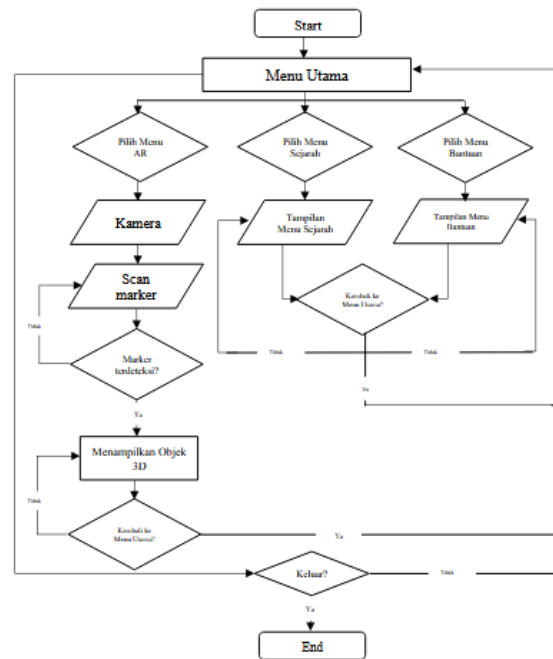 Start
Menu Utama
Pilih Menu
AR
Pilih Menu
Sejarah
Pilih Menu
Bantuan
Kamera
Tampilan
Menu Sejarah
Tampilan Menu
Bantuan
Scan
marker
Kembali ke
Menu Utama?
Tidak
Tidak
Tidak
Marker
terdeteksi?
Ya
Ya
Menampilkan Objek
3D
Tidak
Kembali ke
Menu Utama?
Ya
Keluar?
Tidak
Ya
End